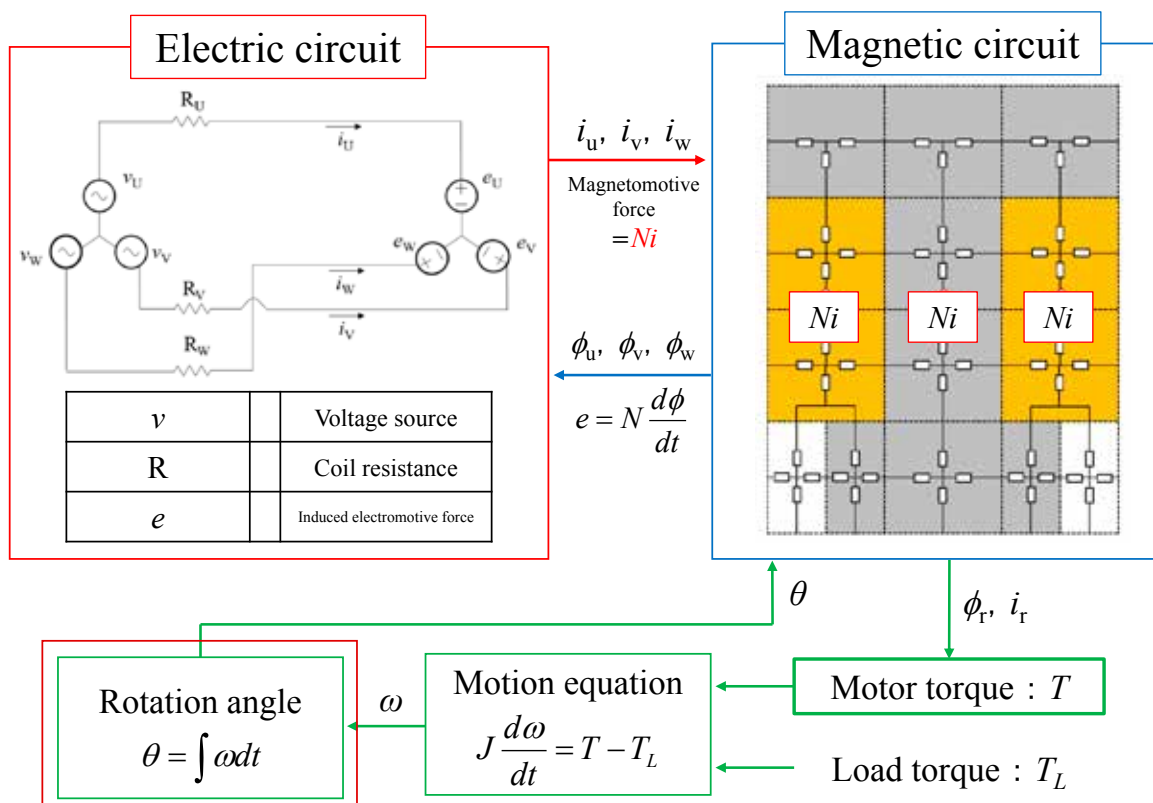 Electric circuit
Magnetic circuit
R_U
i_U
v_U
e_U
v_W
v_V
e_W
e_V
R_V
i_W
i_V
R_W
v Voltage source
R Coil resistance
e Induced electromotive force
i_u, i_v, i_w
Magnetomotive
force
=Ni
ϕ_u, ϕ_v, ϕ_w
e = N dϕ/dt
Ni Ni Ni
θ
ϕ_r, i_r
Rotation angle
θ = ∫ωdt
ω
Motion equation
J dω/dt = T − T_L
Motor torque : T
Load torque : T_L